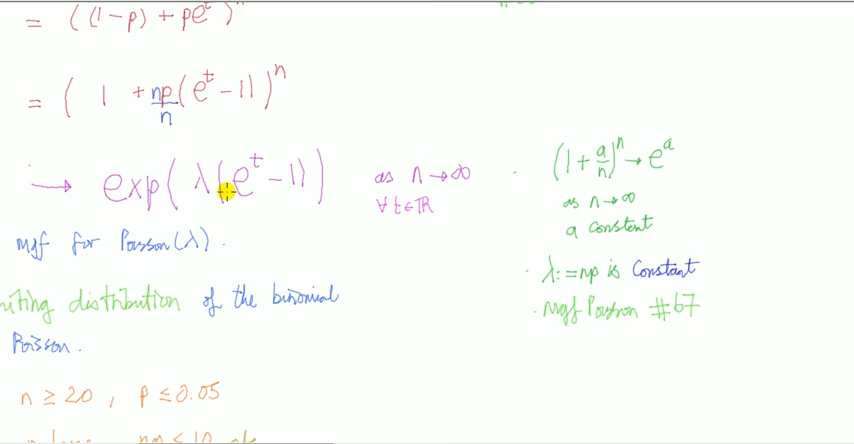 = ((1-p) + pe^t)^n
= (1 + np/n (e^t - 1))^n
→ exp(λ(e^t - 1)) as n → ∞
∀ t ∈ ℝ
mgf for Poisson(λ).
niting distribution of the binomial
Poisson.
n ≥ 20, p ≤ 0.05
· (1 + a/n)^n → e^a
as n → ∞
a constant
· λ := np is Constant
· Mgf Poisson #67